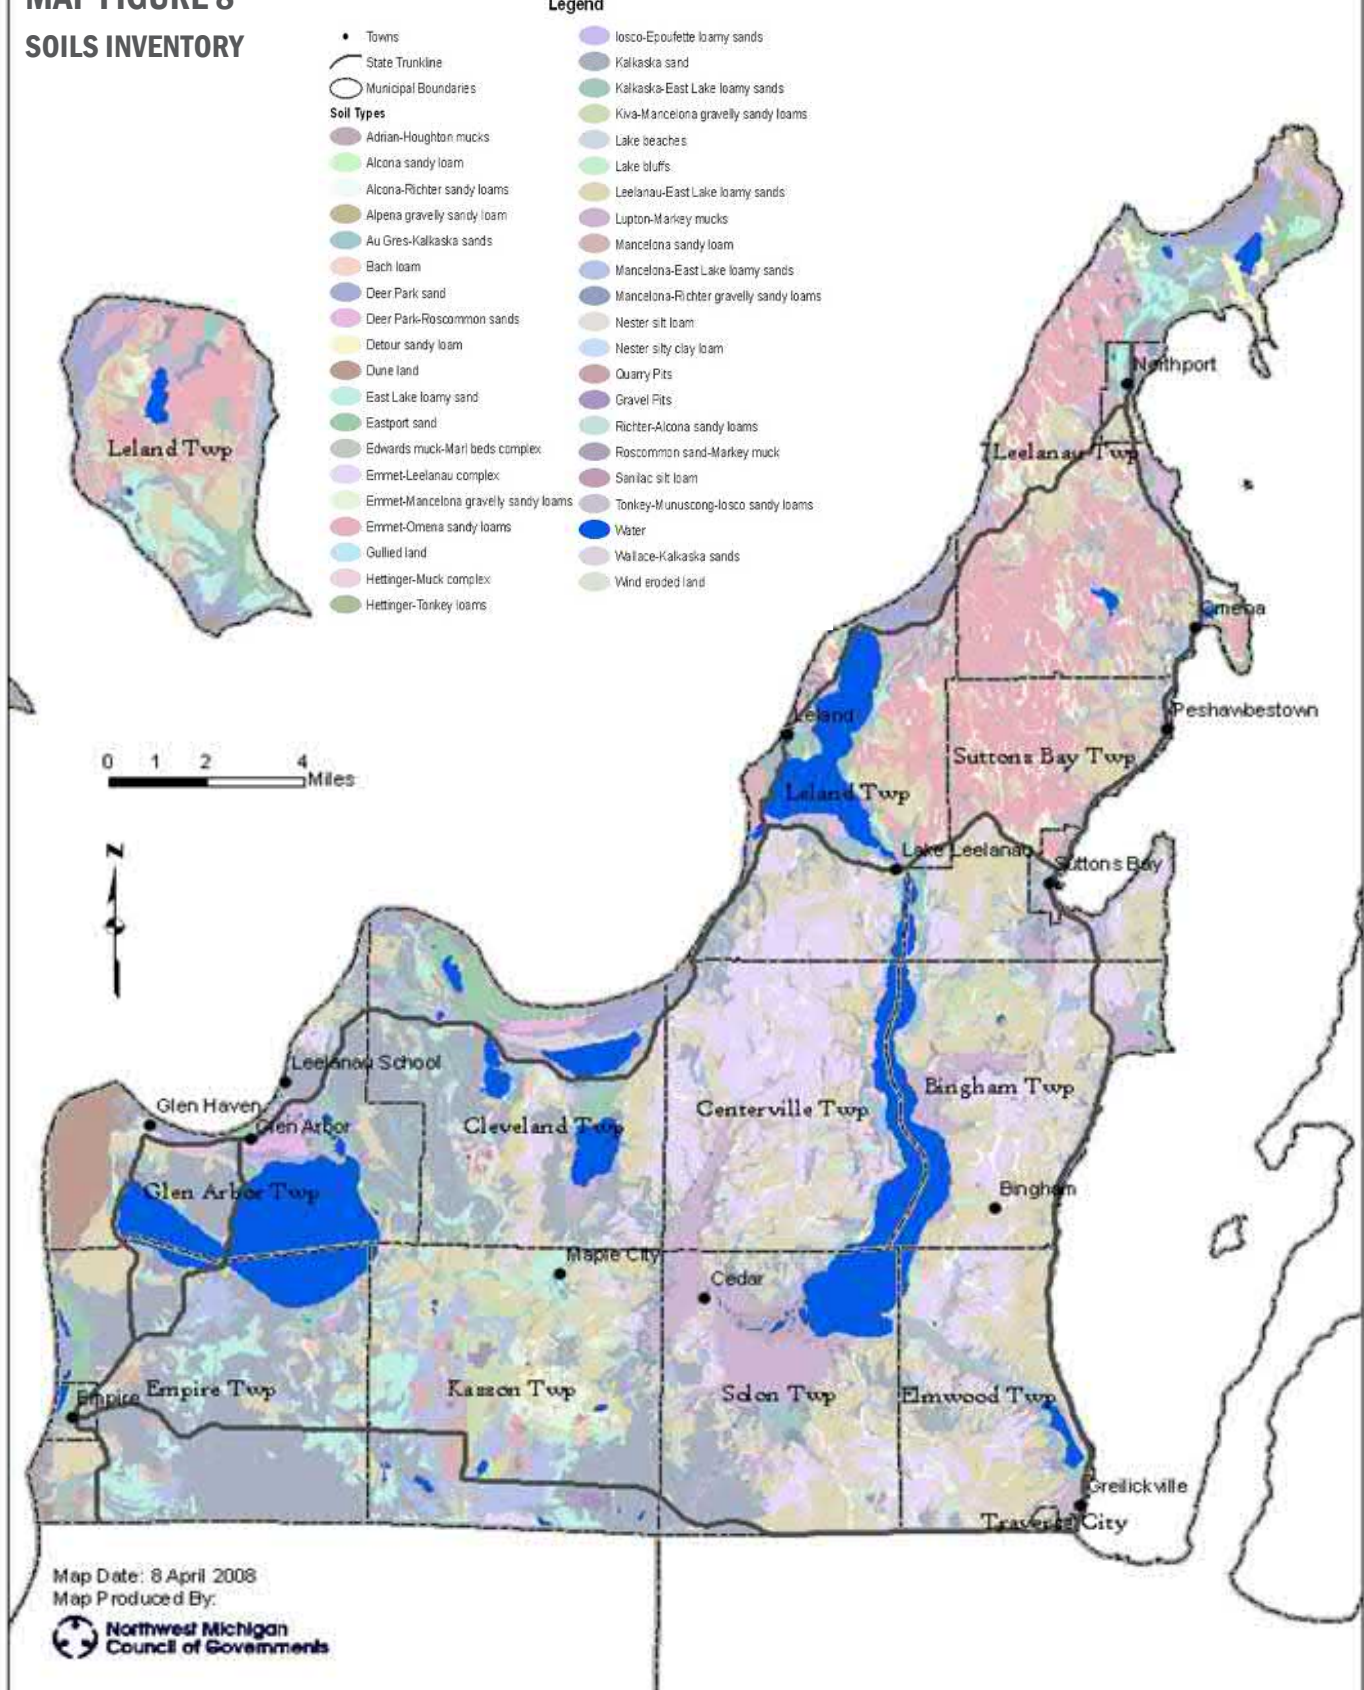 MAP FIGURE 8
SOILS INVENTORY
Legend
Towns
State Trunkline
Municipal Boundaries
Soil Types
Adrian-Houghton mucks
Alcona sandy loam
Alcona-Richter sandy loams
Alpena gravelly sandy loam
Au Gres-Kalkaska sands
Bach loam
Deer Park sand
Deer Park-Roscommon sands
Detour sandy loam
Dune land
East Lake loamy sand
Eastport sand
Edwards muck-Marl beds complex
Emmet-Leelanau complex
Emmet-Mancelona gravelly sandy loams
Emmet-Omena sandy loams
Gullied land
Hettinger-Muck complex
Hettinger-Tonkey loams
Iosco-Epoufette loamy sands
Kalkaska sand
Kalkaska-East Lake loamy sands
Kiva-Mancelona gravelly sandy loams
Lake beaches
Lake bluffs
Leelanau-East Lake loamy sands
Lupton-Markey mucks
Mancelona sandy loam
Mancelona-East Lake loamy sands
Mancelona-Richter gravelly sandy loams
Nester silt loam
Nester silty clay loam
Quarry Pits
Gravel Pits
Richter-Alcona sandy loams
Roscommon sand-Markey muck
Sanilac silt loam
Tonkey-Munuscong-Iosco sandy loams
Water
Wallace-Kalkaska sands
Wind eroded land
Northport
Leland Twp
Leelanau Twp
Omena
Peshawbestown
Leland
Suttons Bay Twp
0 1 2 4
Miles
Leland Twp
Lake Leelanau
Suttons Bay
N
Leelanau School
Bingham Twp
Glen Haven
Centerville Twp
Glen Arbor
Cleveland Twp
Glen Arbor Twp
Bingham
Maple City
Cedar
Empire
Empire Twp
Kasson Twp
Solon Twp
Elmwood Twp
Greilickville
Traverse City
Map Date: 8 April 2008
Map Produced By:
Northwest Michigan
Council of Governments